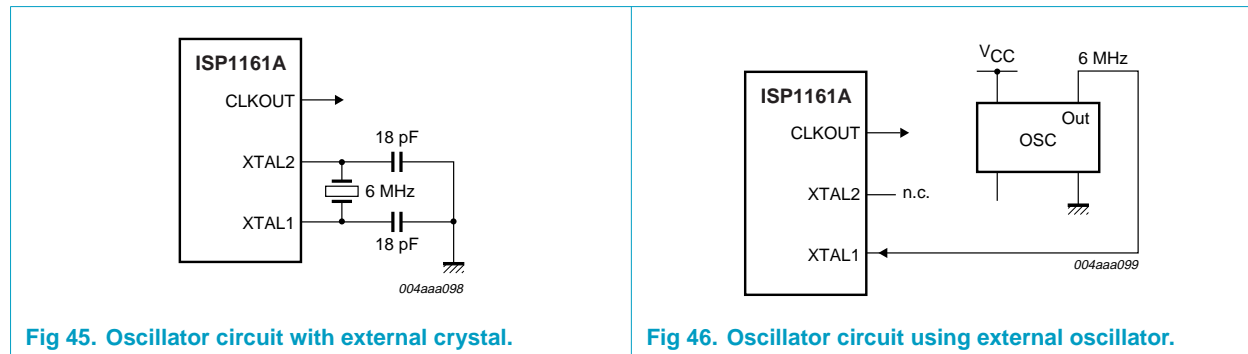 ISP1161A
CLKOUT
18 pF
XTAL2
6 MHz
XTAL1
18 pF
004aaa098
Fig 45. Oscillator circuit with external crystal.
VCC
6 MHz
ISP1161A
Out
CLKOUT
OSC
XTAL2
n.c.
XTAL1
004aaa099
Fig 46. Oscillator circuit using external oscillator.